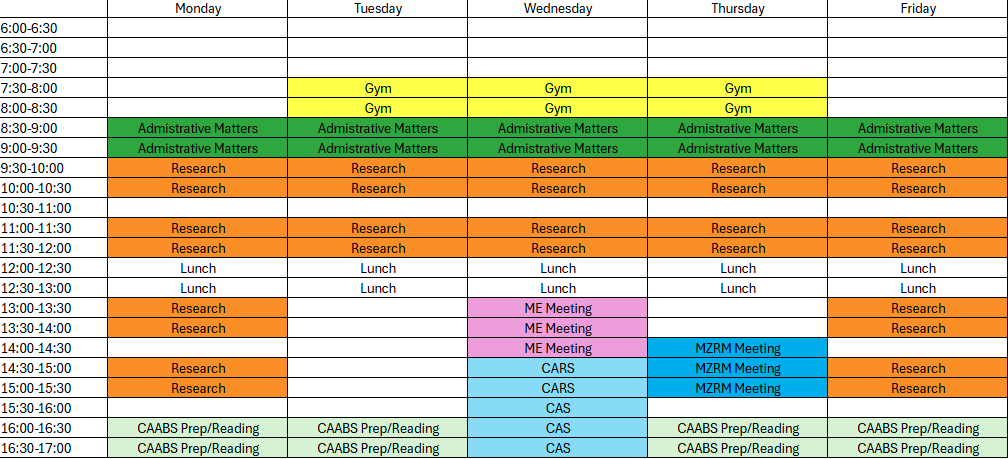 Monday Tuesday Wednesday Thursday Friday
6:00-6:30
6:30-7:00
7:00-7:30
7:30-8:00 Gym Gym Gym
8:00-8:30 Gym Gym Gym
8:30-9:00 Admistrative Matters Admistrative Matters Admistrative Matters Admistrative Matters Admistrative Matters
9:00-9:30 Admistrative Matters Admistrative Matters Admistrative Matters Admistrative Matters Admistrative Matters
9:30-10:00 Research Research Research Research Research
10:00-10:30 Research Research Research Research Research
10:30-11:00
11:00-11:30 Research Research Research Research Research
11:30-12:00 Research Research Research Research Research
12:00-12:30 Lunch Lunch Lunch Lunch Lunch
12:30-13:00 Lunch Lunch Lunch Lunch Lunch
13:00-13:30 Research ME Meeting Research
13:30-14:00 Research ME Meeting Research
14:00-14:30 ME Meeting MZRM Meeting
14:30-15:00 Research CARS MZRM Meeting Research
15:00-15:30 Research CARS MZRM Meeting Research
15:30-16:00 CAS
16:00-16:30 CAABS Prep/Reading CAABS Prep/Reading CAS CAABS Prep/Reading CAABS Prep/Reading
16:30-17:00 CAABS Prep/Reading CAABS Prep/Reading CAS CAABS Prep/Reading CAABS Prep/Reading